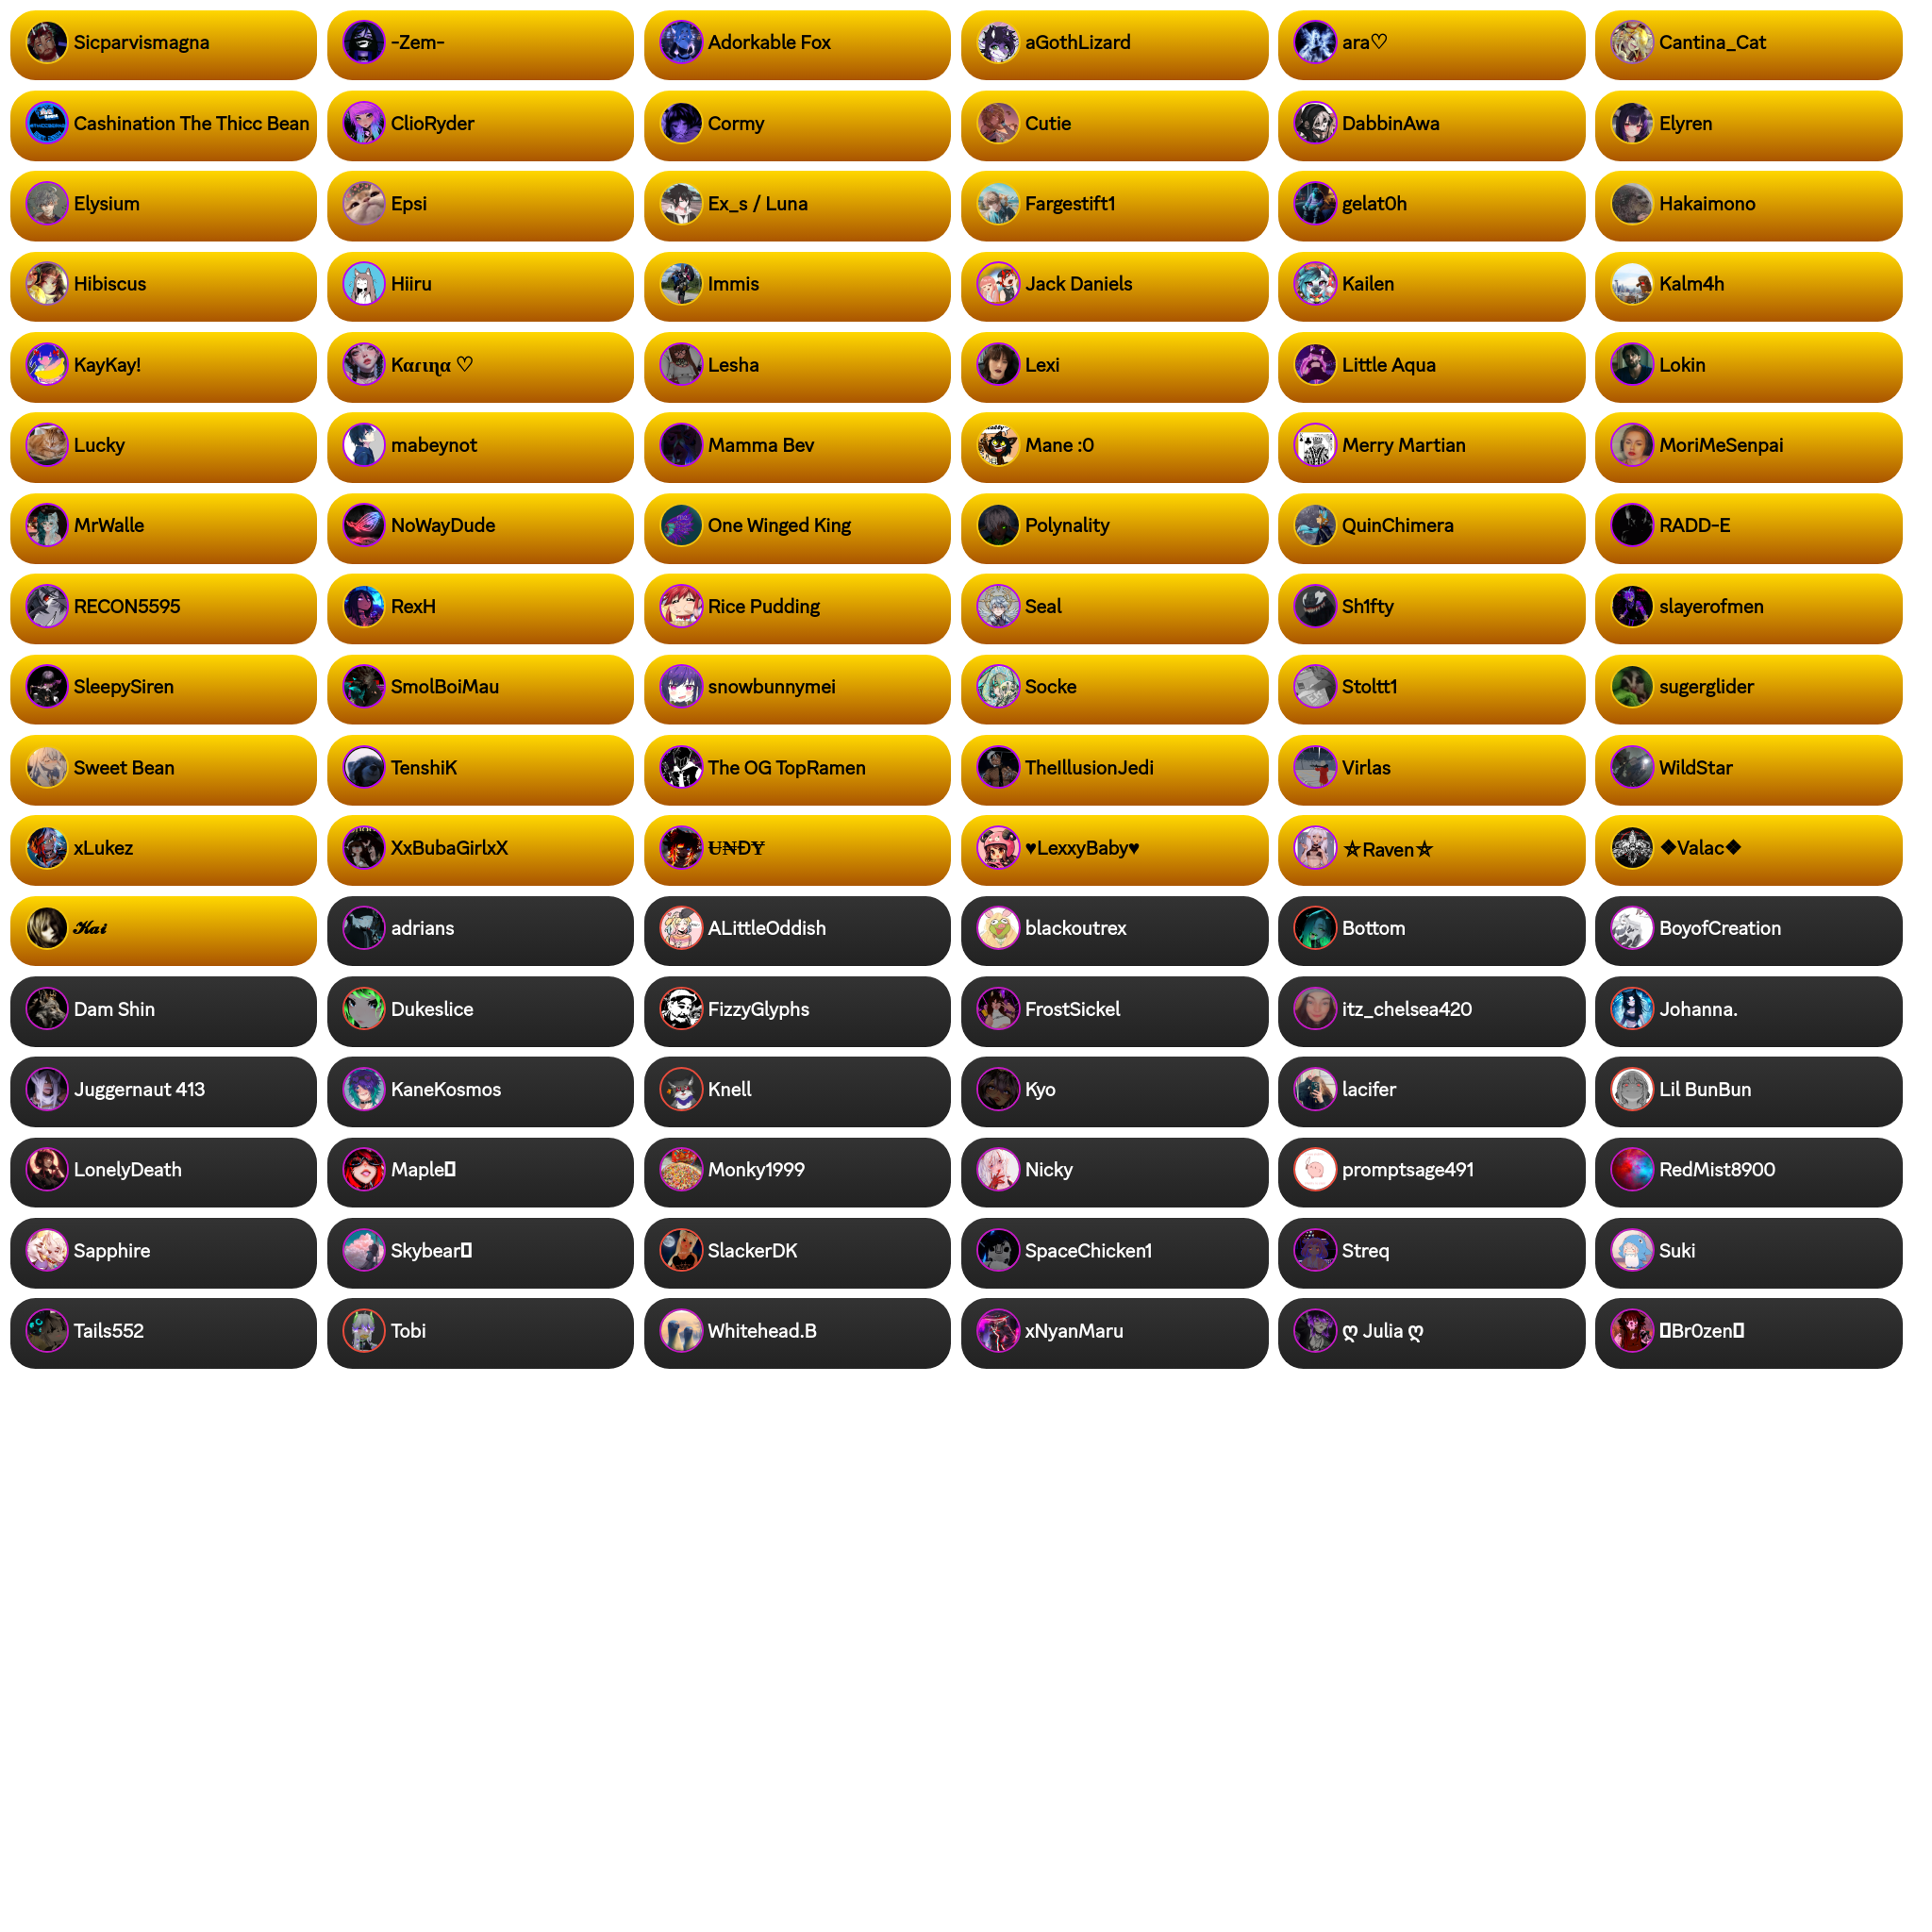 Sicparvismagna
-Zem-
Adorkable Fox
aGothLizard
ara♡
Cantina_Cat
Cashination The Thicc Bean
ClioRyder
Cormy
Cutie
DabbinAwa
Elyren
Elysium
Epsi
Ex_s / Luna
Fargestift1
gelat0h
Hakaimono
Hibiscus
Hiiru
Immis
Jack Daniels
Kailen
Kalm4h
KayKay!
Kαɾιɳα ♡
Lesha
Lexi
Little Aqua
Lokin
Lucky
mabeynot
Mamma Bev
Mane :0
Merry Martian
MoriMeSenpai
MrWalle
NoWayDude
One Winged King
Polynality
QuinChimera
RADD-E
RECON5595
RexH
Rice Pudding
Seal
Sh1fty
slayerofmen
SleepySiren
SmolBoiMau
snowbunnymei
Socke
Stoltt1
sugerglider
Sweet Bean
TenshiK
The OG TopRamen
TheIllusionJedi
Virlas
WildStar
xLukez
XxBubaGirlxX
U̶₦ĐɎ
♥LexxyBaby♥
⛤Raven⛤
❖Valac❖
𝓚𝓪𝓲
adrians
ALittleOddish
blackoutrex
Bottom
BoyofCreation
Dam Shin
Dukeslice
FizzyGlyphs
FrostSickel
itz_chelsea420
Johanna.
Juggernaut 413
KaneKosmos
Knell
Kyo
lacifer
Lil BunBun
LonelyDeath
Maple▯
Monky1999
Nicky
promptsage491
RedMist8900
Sapphire
Skybear▯
SlackerDK
SpaceChicken1
Streq
Suki
Tails552
Tobi
Whitehead.B
xNyanMaru
ღ Julia ღ
▯Br0zen▯